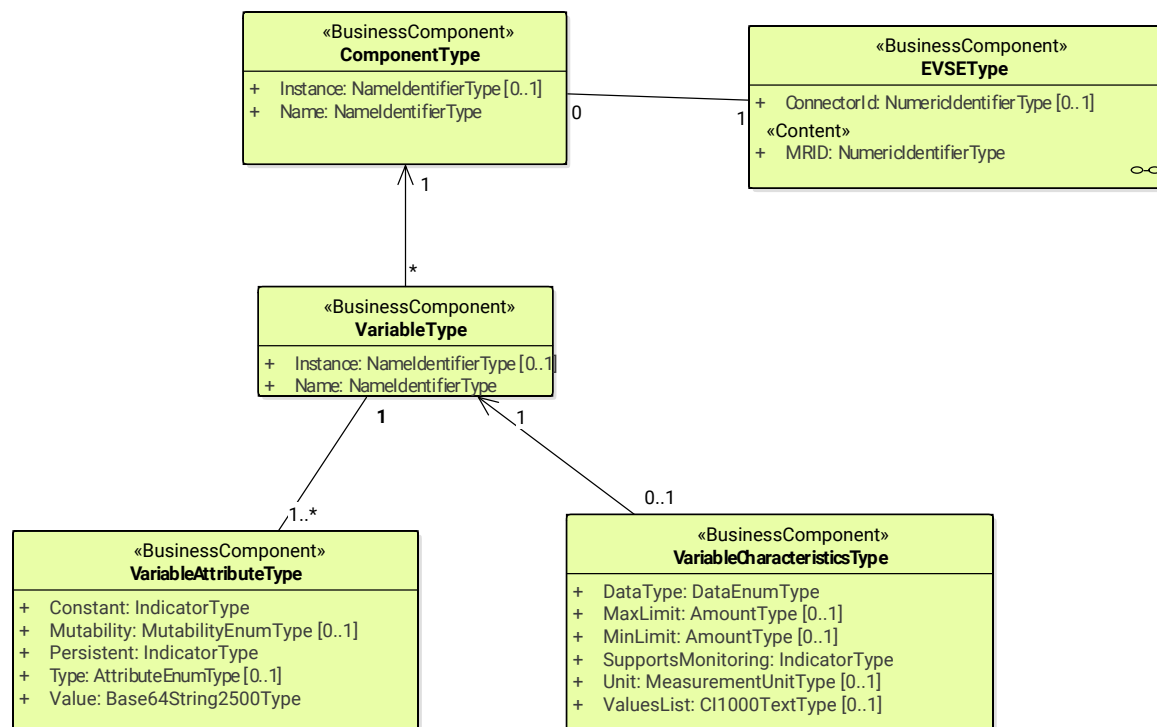 «BusinessComponent»
ComponentType
+ Instance: NameIdentifierType [0..1]
+ Name: NameIdentifierType
«BusinessComponent»
EVSEType
+ ConnectorId: NumericIdentifierType [0..1]
«Content»
+ MRID: NumericIdentifierType
0
1
1
*
«BusinessComponent»
VariableType
+ Instance: NameIdentifierType [0..1]
+ Name: NameIdentifierType
1
1
1..*
0..1
«BusinessComponent»
VariableAttributeType
+ Constant: IndicatorType
+ Mutability: MutabilityEnumType [0..1]
+ Persistent: IndicatorType
+ Type: AttributeEnumType [0..1]
+ Value: Base64String2500Type
«BusinessComponent»
VariableCharacteristicsType
+ DataType: DataEnumType
+ MaxLimit: AmountType [0..1]
+ MinLimit: AmountType [0..1]
+ SupportsMonitoring: IndicatorType
+ Unit: MeasurementUnitType [0..1]
+ ValuesList: CI1000TextType [0..1]